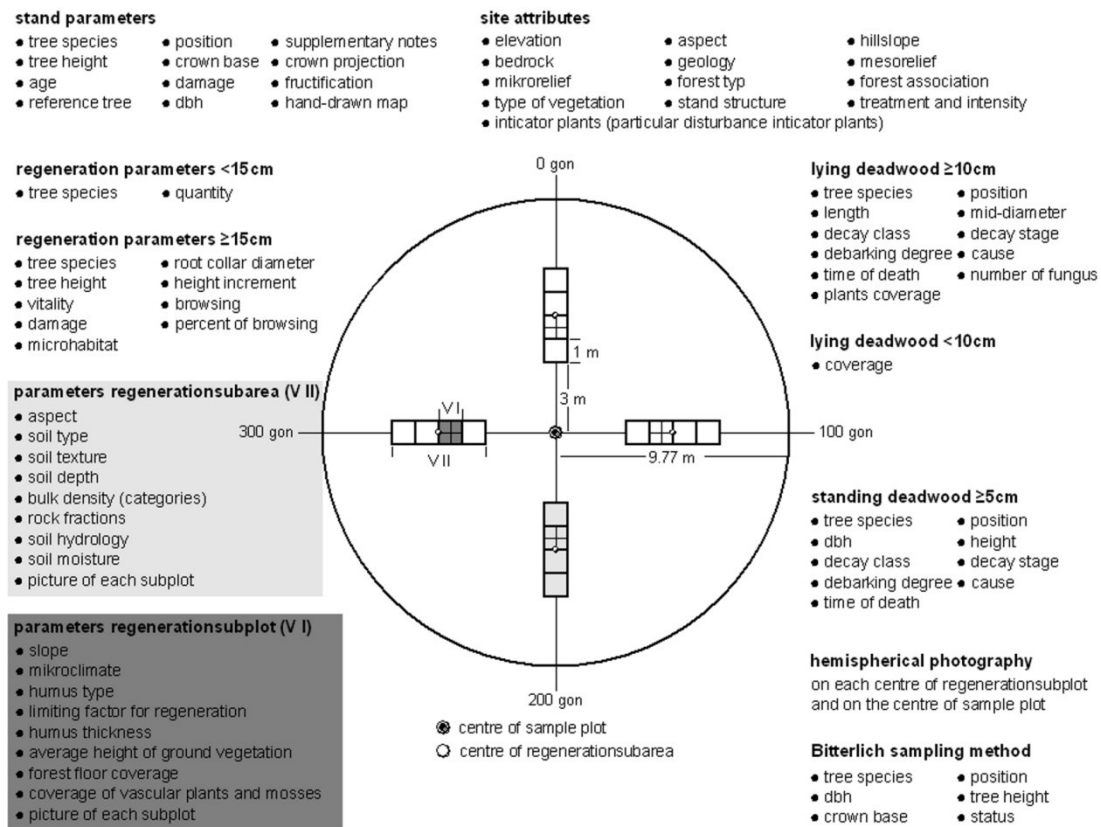 stand parameters
• tree species • position • supplementary notes
• tree height • crown base • crown projection
• age • damage • fructification
• reference tree • dbh • hand-drawn map
site attributes
• elevation • aspect • hillslope
• bedrock • geology • mesorelief
• mikrorelief • forest typ • forest association
• type of vegetation • stand structure • treatment and intensity
• inticator plants (particular disturbance inticator plants)
regeneration parameters <15cm
• tree species • quantity
regeneration parameters ≥15cm
• tree species • root collar diameter
• tree height • height increment
• vitality • browsing
• damage • percent of browsing
• microhabitat
parameters regenerationsubarea (V II)
• aspect
• soil type
• soil texture
• soil depth
• bulk density (categories)
• rock fractions
• soil hydrology
• soil moisture
• picture of each subplot
parameters regenerationsubplot (V I)
• slope
• mikroclimate
• humus type
• limiting factor for regeneration
• humus thickness
• average height of ground vegetation
• forest floor coverage
• coverage of vascular plants and mosses
• picture of each subplot
0 gon
1 m
3 m
300 gon
VI
VII
100 gon
9.77 m
200 gon
centre of sample plot
centre of regenerationsubarea
lying deadwood ≥10cm
• tree species • position
• length • mid-diameter
• decay class • decay stage
• debarking degree • cause
• time of death • number of fungus
• plants coverage
lying deadwood <10cm
• coverage
standing deadwood ≥5cm
• tree species • position
• dbh • height
• decay class • decay stage
• debarking degree • cause
• time of death
hemispherical photography
on each centre of regenerationsubplot
and on the centre of sample plot
Bitterlich sampling method
• tree species • position
• dbh • tree height
• crown base • status